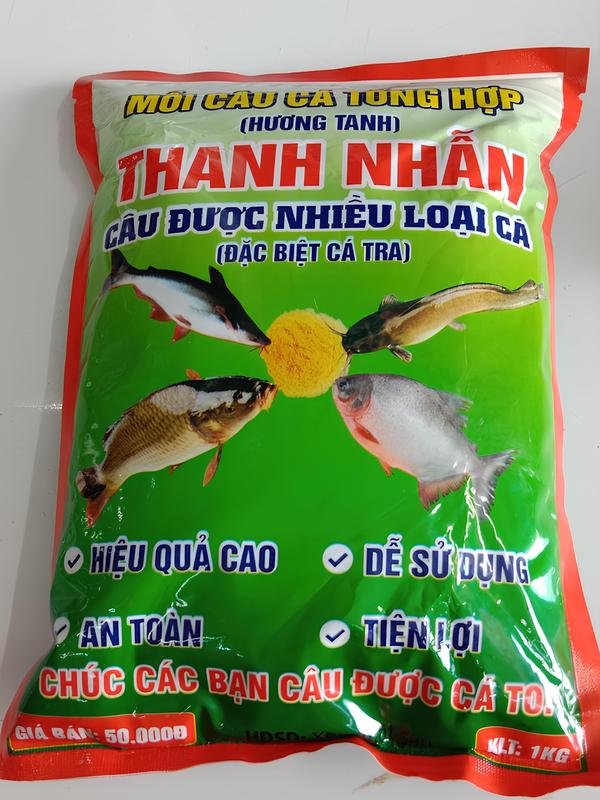 MỒI CÂU CÁ TỔNG HỢP
(HƯƠNG TANH)
THANH NHẪN
CÂU ĐƯỢC NHIỀU LOẠI CÁ
(ĐẶC BIỆT CÁ TRA)
HIỆU QUẢ CAO
DỄ SỬ DỤNG
AN TOÀN
TIỆN LỢI
CHÚC CÁC BẠN CÂU ĐƯỢC CÁ TO!
GIÁ BÁN: 50.000Đ
HDSD:
KLT: 1KG